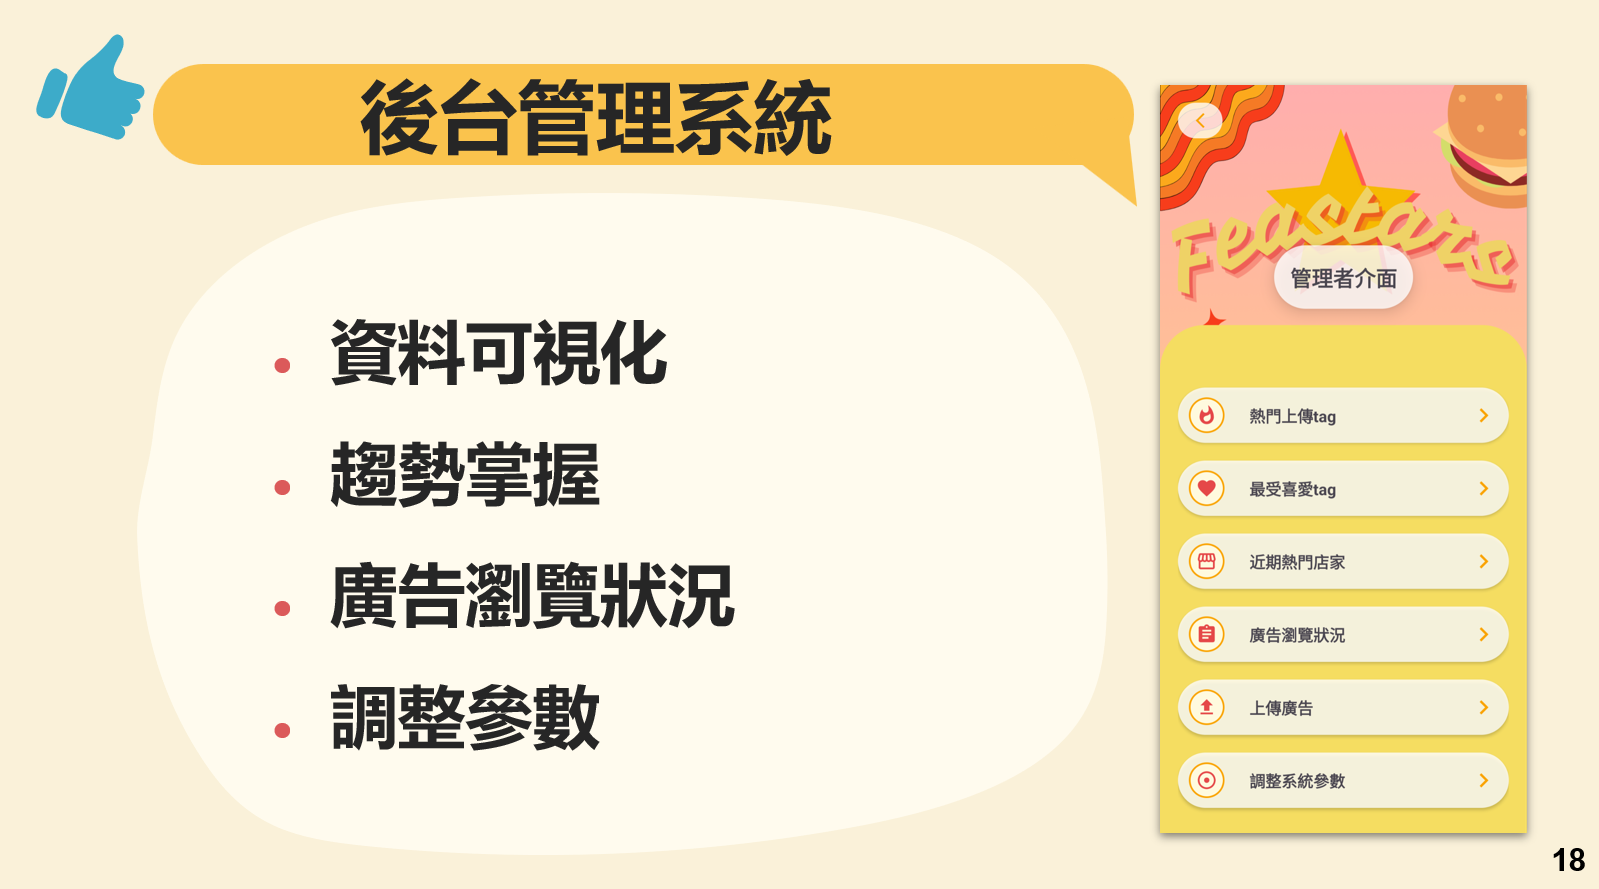 後台管理系統
資料可視化
趨勢掌握
廣告瀏覽狀況
調整參數
Feastars
管理者介面
熱門上傳tag
最受喜愛tag
近期熱門店家
廣告瀏覽狀況
上傳廣告
調整系統參數
18